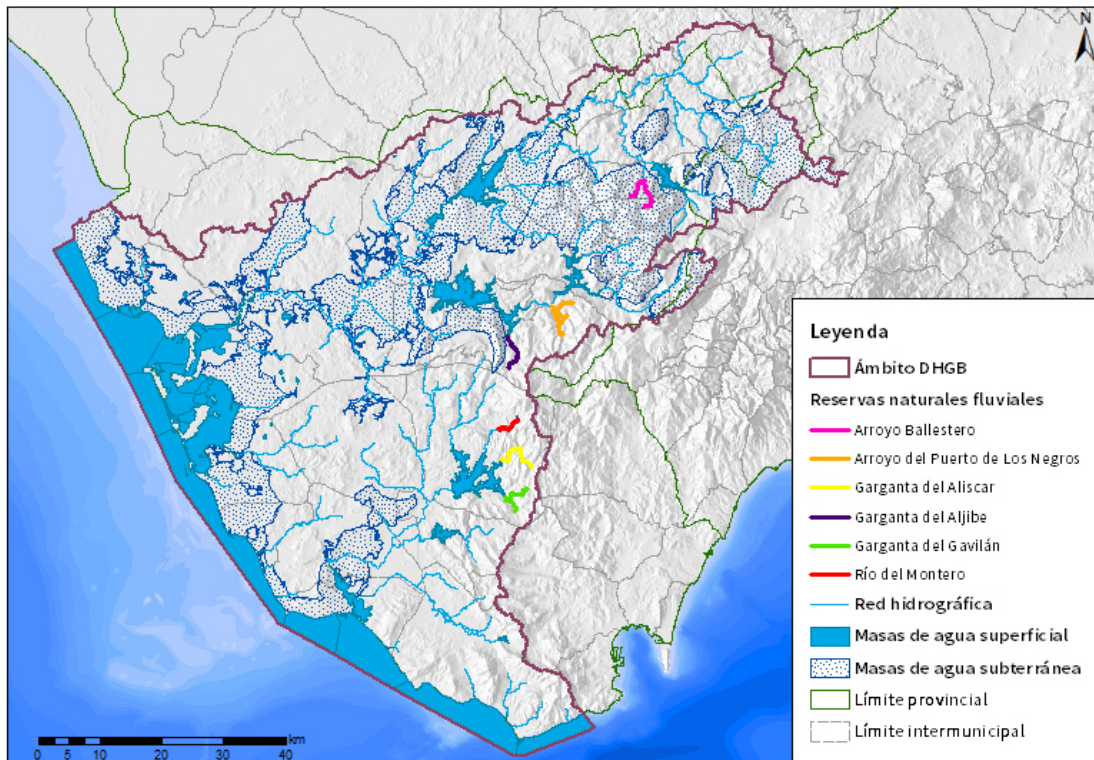 N
Leyenda
Ámbito DHGB
Reservas naturales fluviales
Arroyo Ballestero
Arroyo del Puerto de Los Negros
Garganta del Aliscar
Garganta del Aljibe
Garganta del Gavilán
Río del Montero
Red hidrográfica
Masas de agua superficial
Masas de agua subterránea
Límite provincial
Límite intermunicipal
km
0 5 10 20 30 40